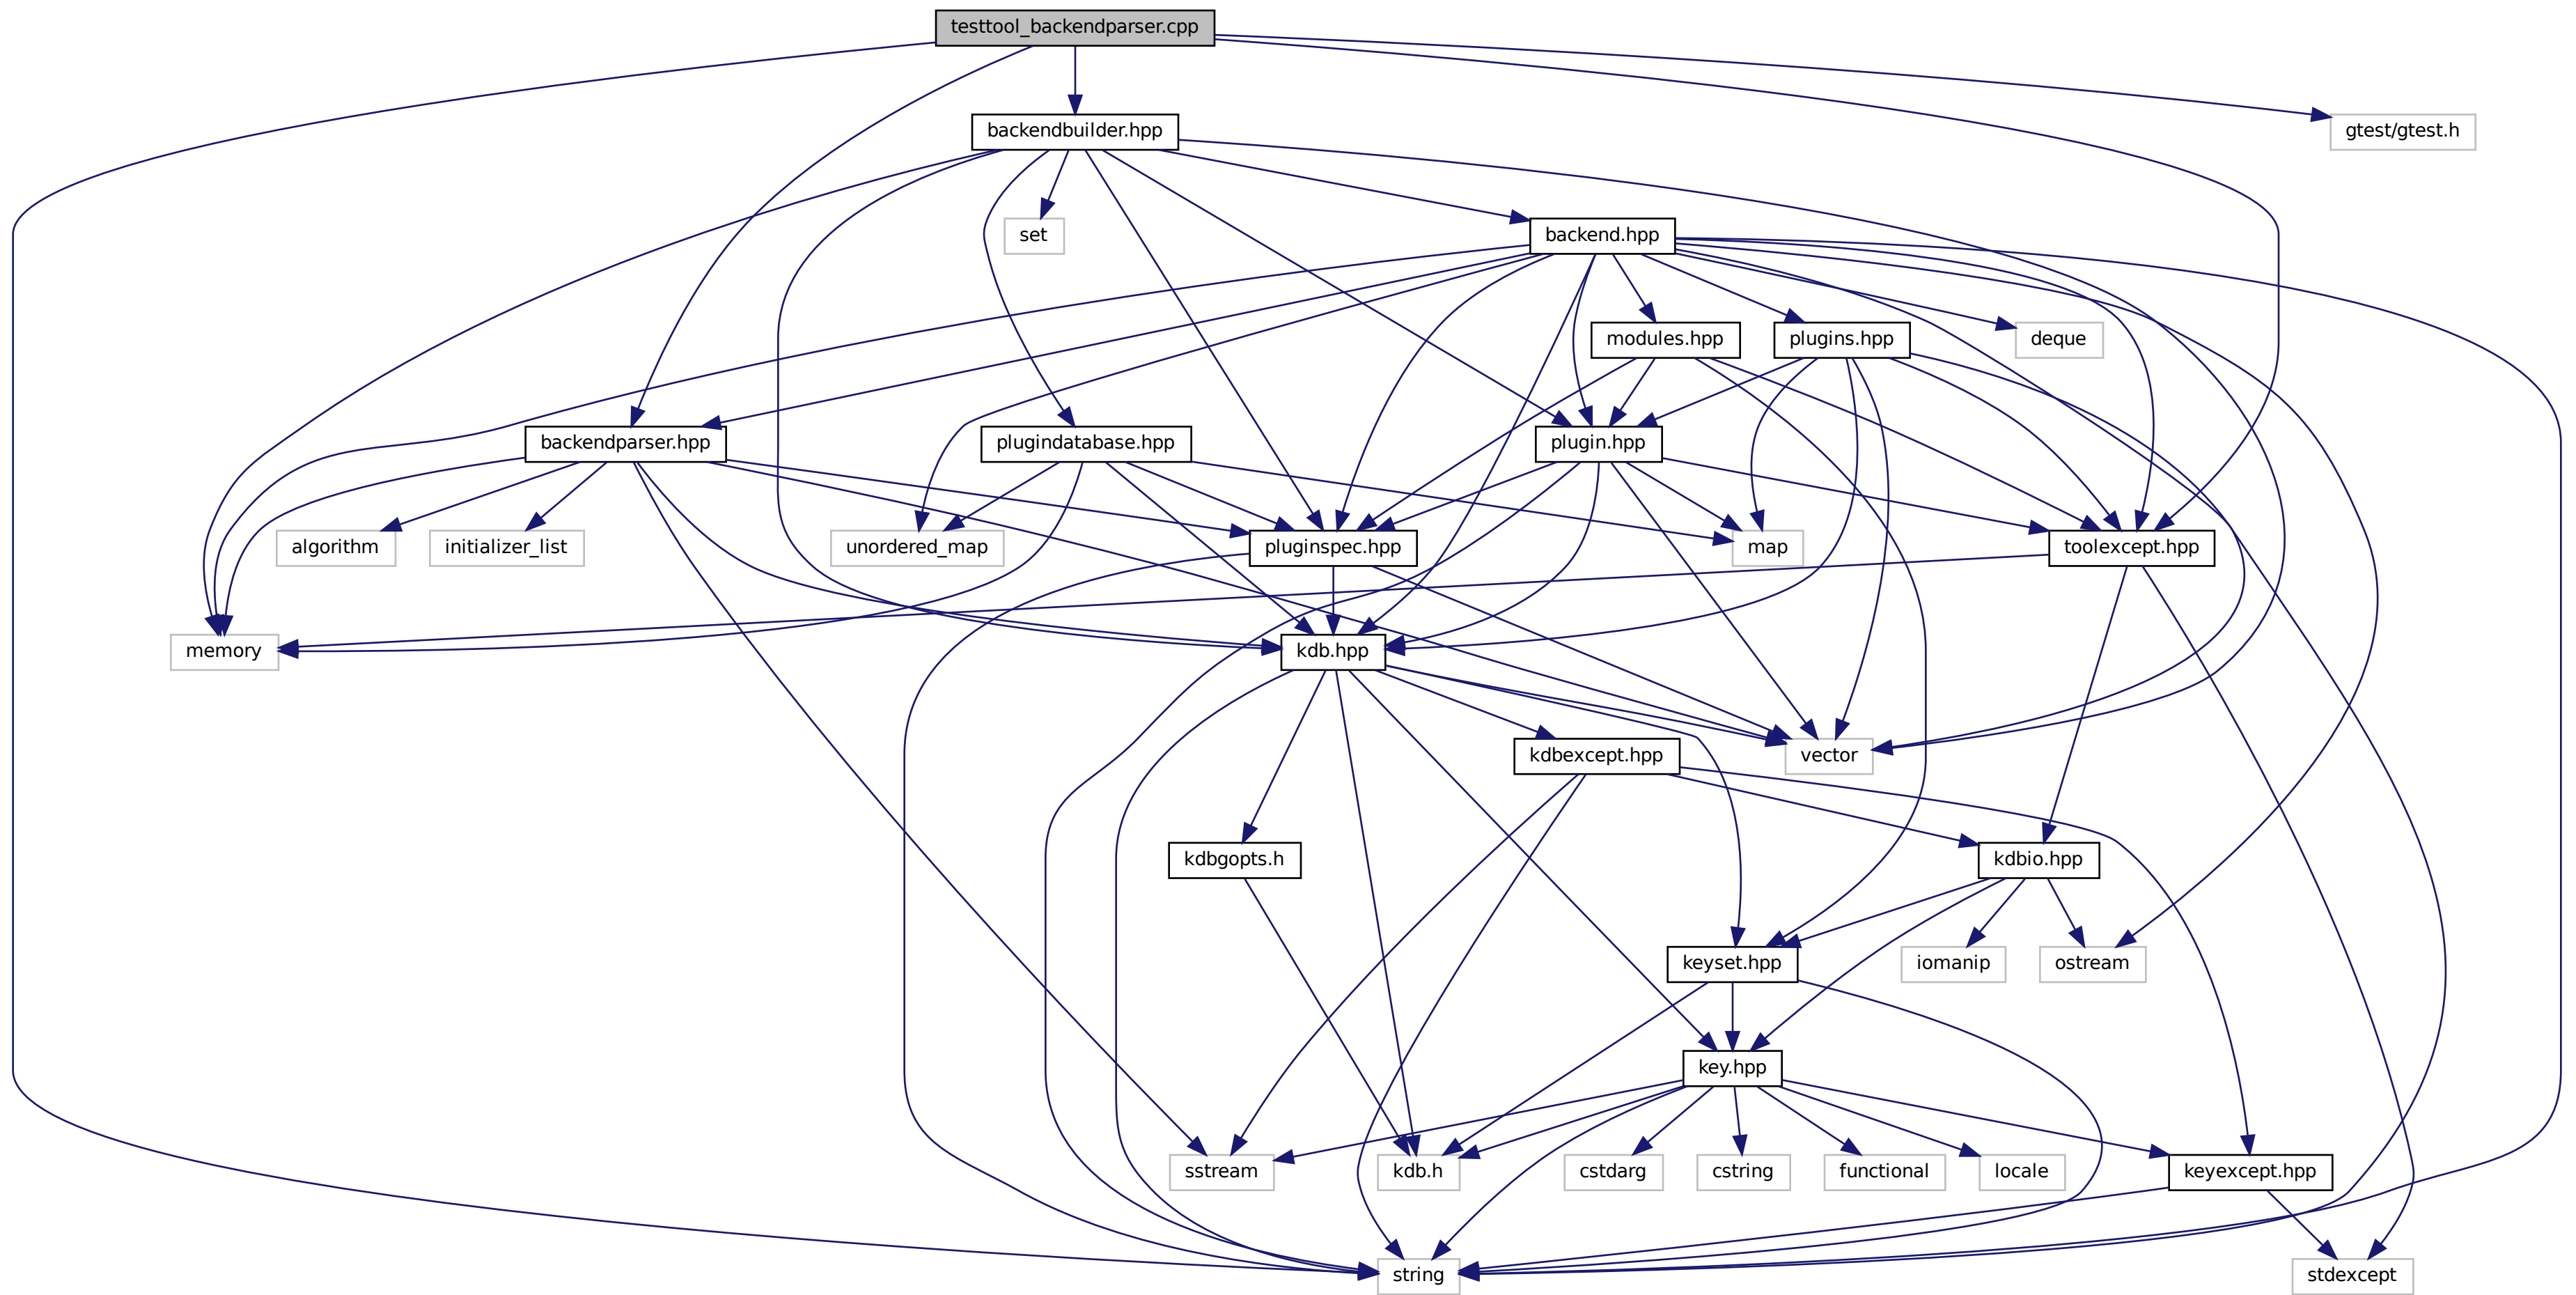 testtool_backendparser.cpp
backendbuilder.hpp
gtest/gtest.h
set
backend.hpp
modules.hpp
plugins.hpp
deque
backendparser.hpp
plugindatabase.hpp
plugin.hpp
algorithm
initializer_list
unordered_map
pluginspec.hpp
map
toolexcept.hpp
memory
kdb.hpp
kdbexcept.hpp
vector
kdbgopts.h
kdbio.hpp
keyset.hpp
iomanip
ostream
key.hpp
sstream
kdb.h
cstdarg
cstring
functional
locale
keyexcept.hpp
string
stdexcept